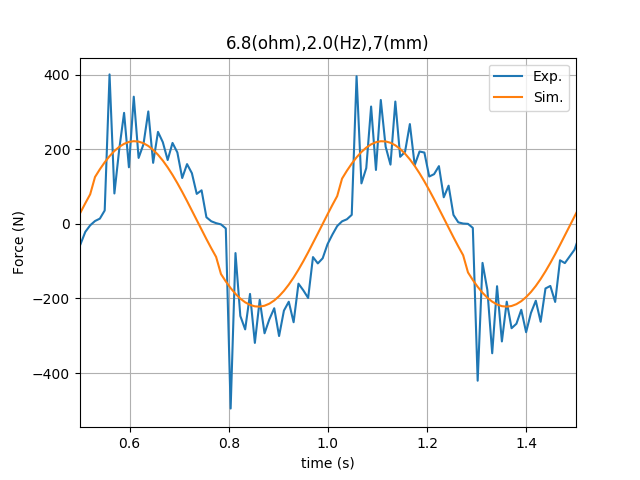 6.8(ohm),2.0(Hz),7(mm)
Exp.
Sim.
400
200
0
−200
−400
Force (N)
0.6 0.8 1.0 1.2 1.4
time (s)